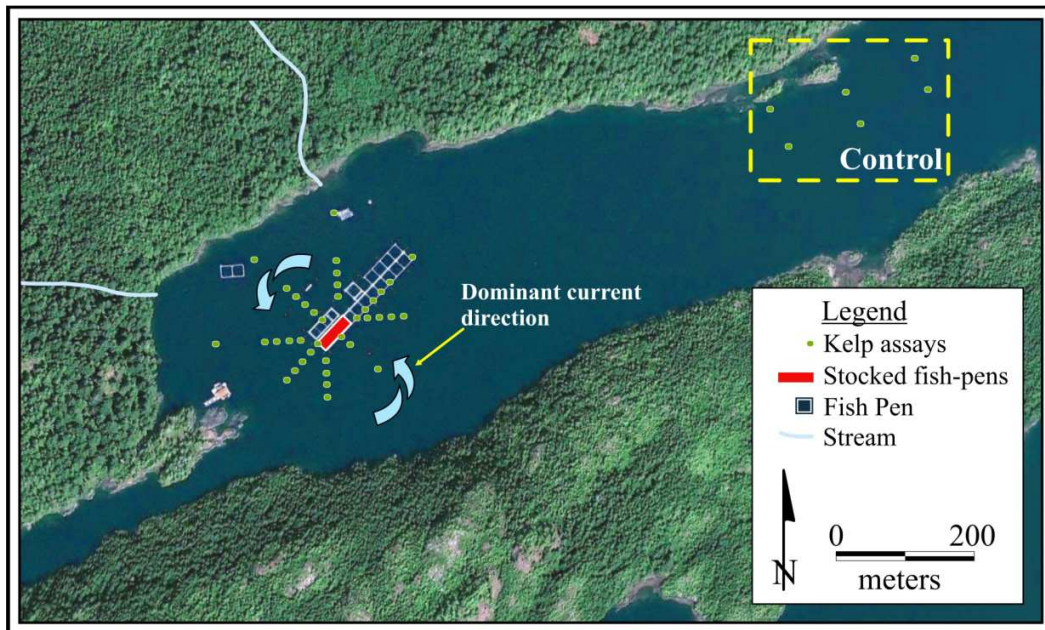 Control
Dominant current
direction
Legend
Kelp assays
Stocked fish-pens
Fish Pen
Stream
N
0 200
meters